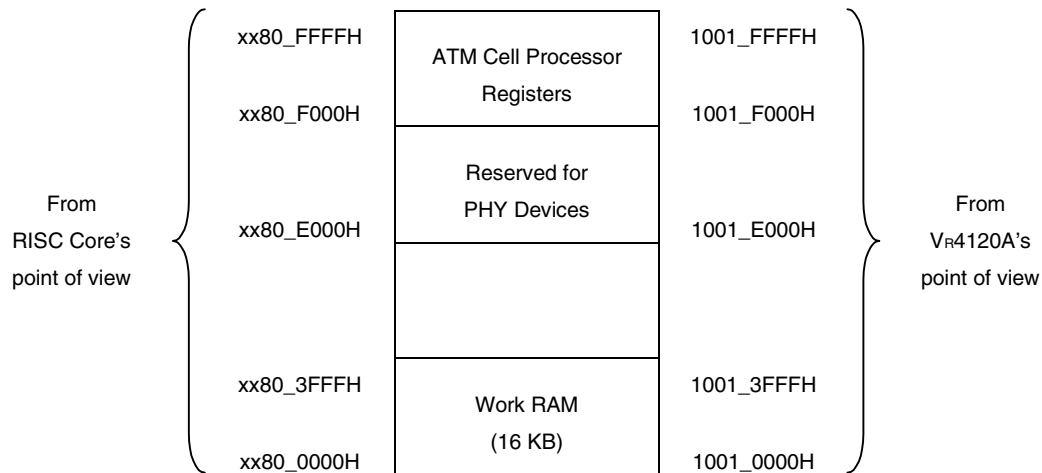 xx80_FFFFH
1001_FFFFH
ATM Cell Processor
Registers
xx80_F000H
1001_F000H
Reserved for
PHY Devices
From
RISC Core's
point of view
xx80_E000H
1001_E000H
From
VR4120A's
point of view
xx80_3FFFH
1001_3FFFH
Work RAM
(16 KB)
xx80_0000H
1001_0000H